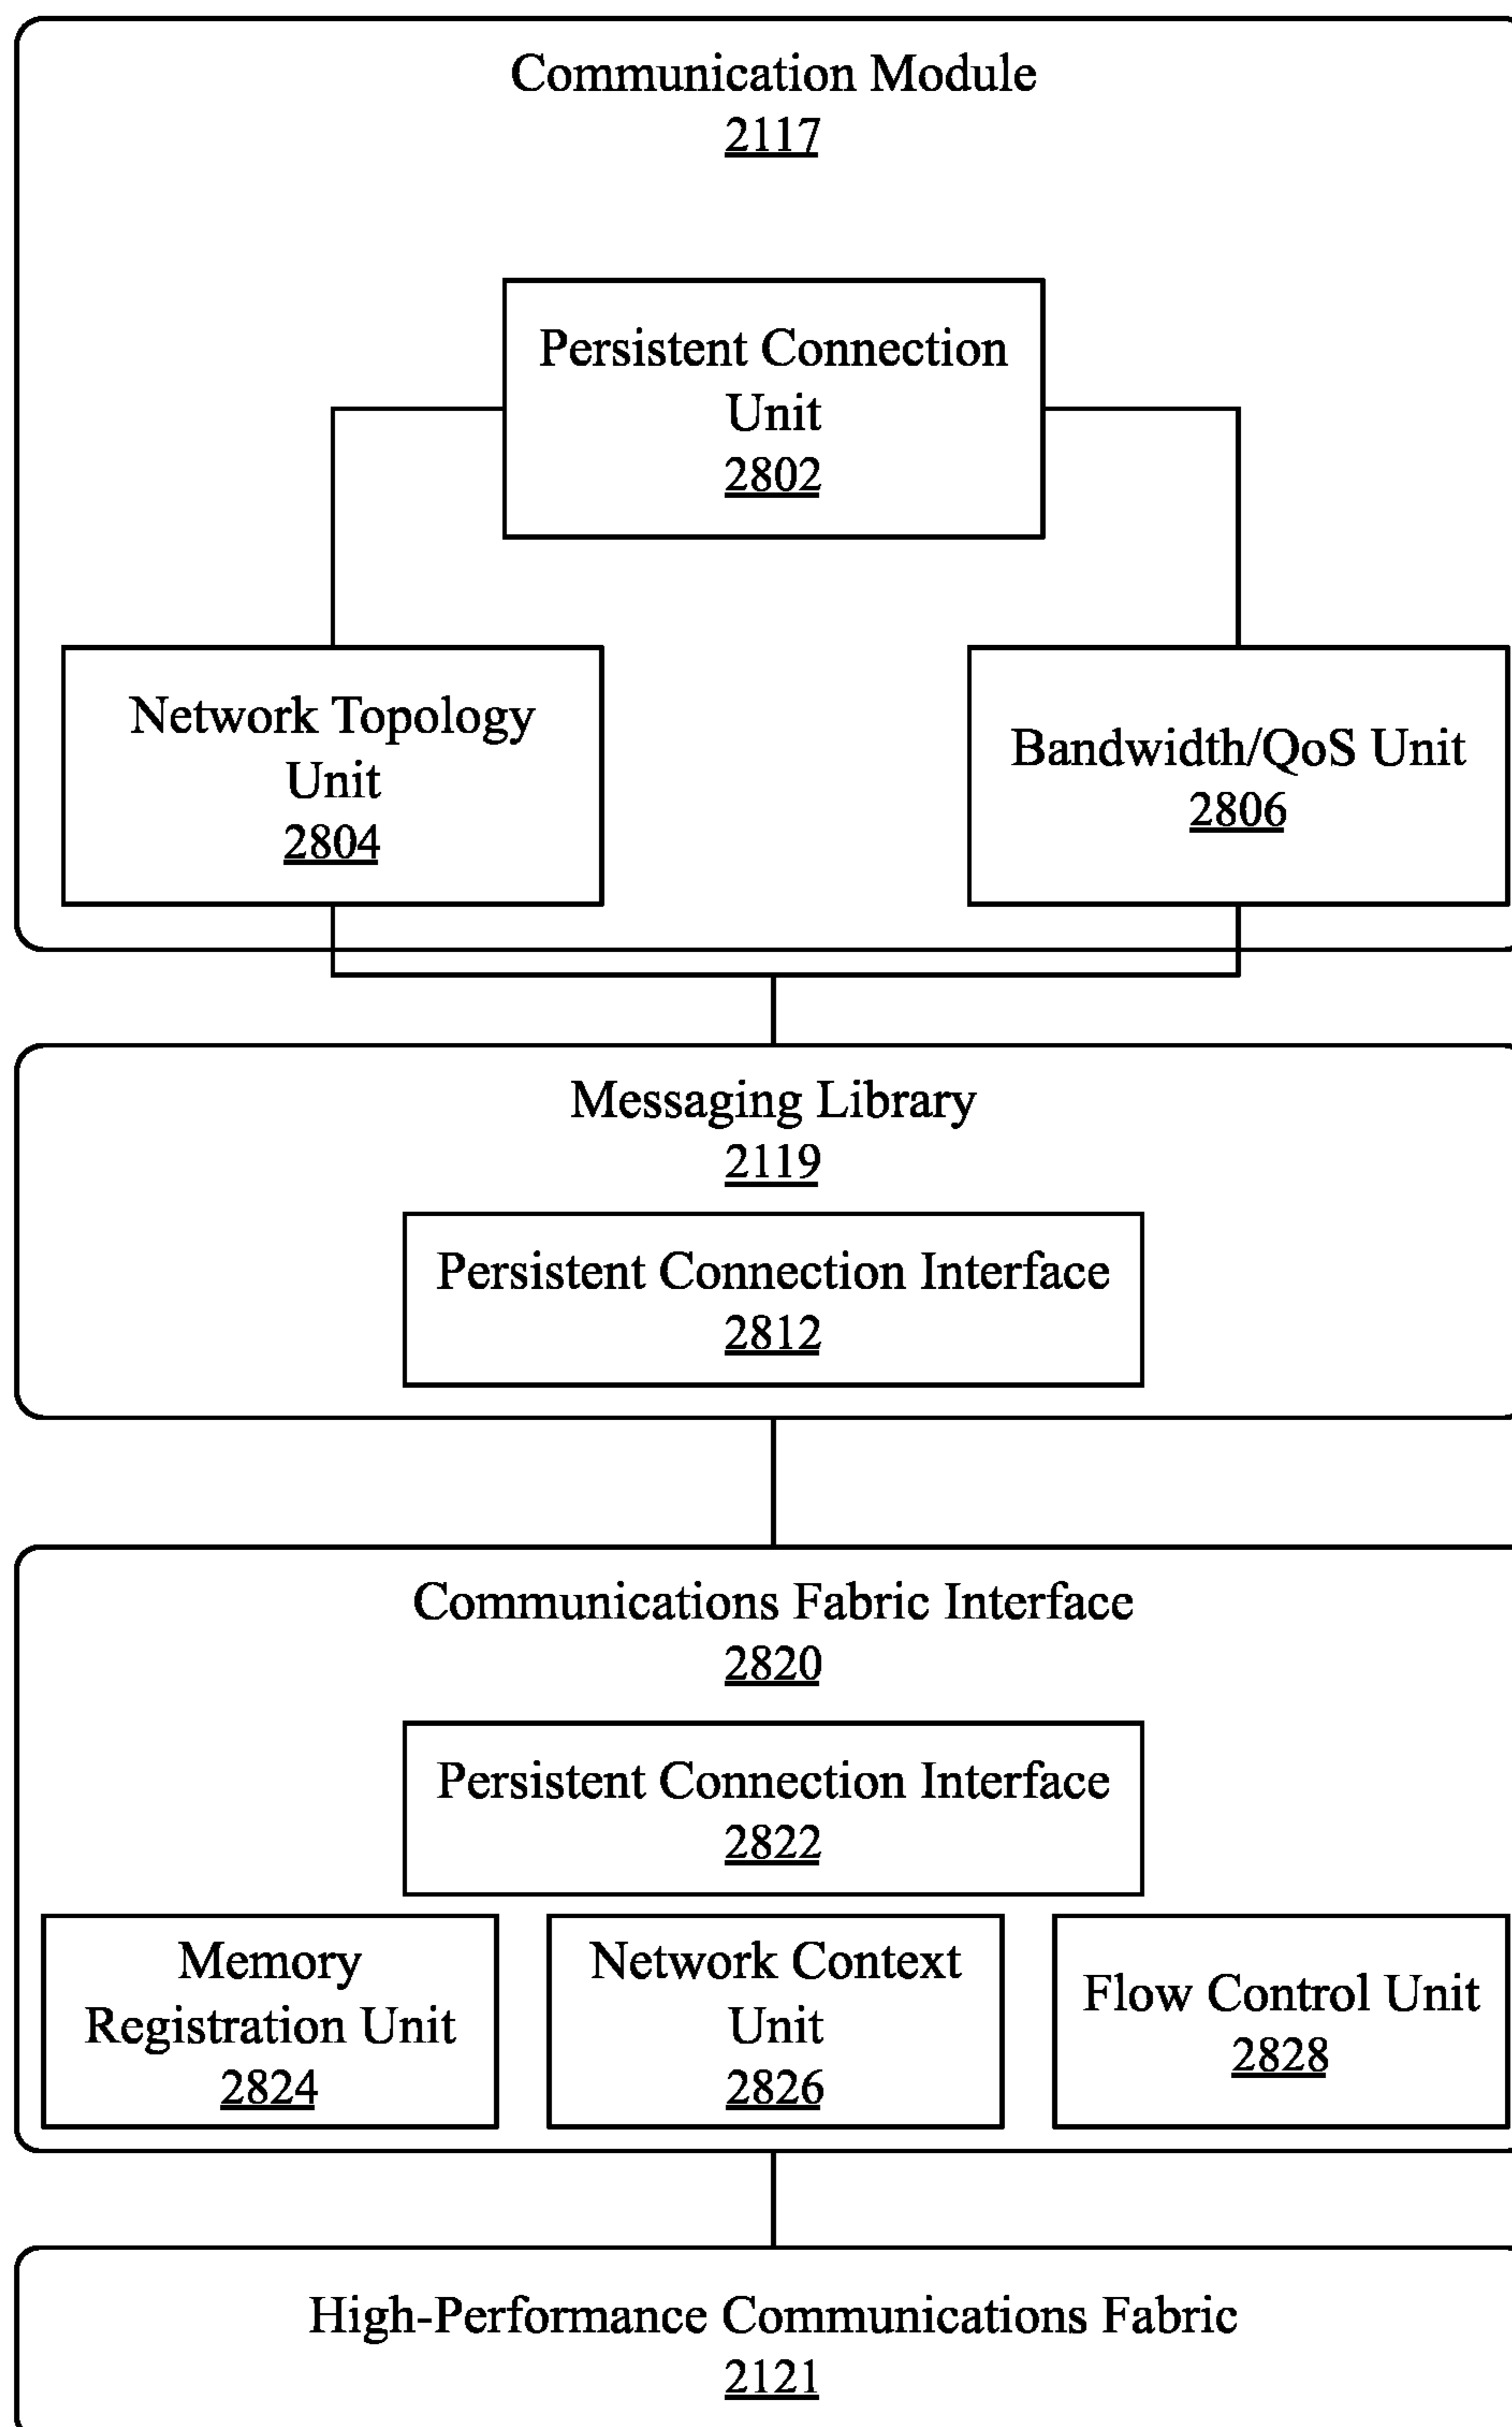 Communication Module
2117
Persistent Connection
Unit
2802
Network Topology
Unit
2804
Bandwidth/QoS Unit
2806
Messaging Library
2119
Persistent Connection Interface
2812
Communications Fabric Interface
2820
Persistent Connection Interface
2822
Memory
Registration Unit
2824
Network Context
Unit
2826
Flow Control Unit
2828
High-Performance Communications Fabric
2121